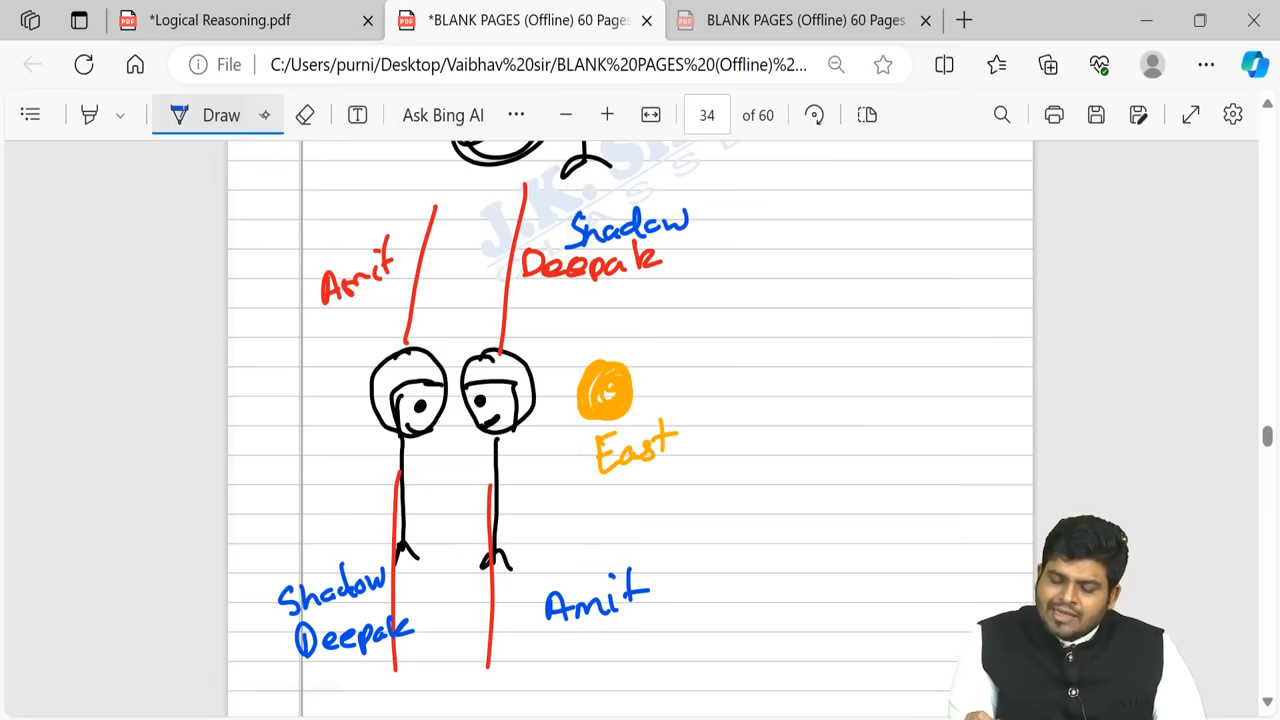 *Logical Reasoning.pdf
*BLANK PAGES (Offline) 60 Pages
BLANK PAGES (Offline) 60 Pages
File
C:/Users/purni/Desktop/Vaibhav%20sir/BLANK%20PAGES%20(Offline)%2...
Draw
Ask Bing AI
34 of 60
Shadow
Amit
Deepak
East
Shadow
Deepak
Amit